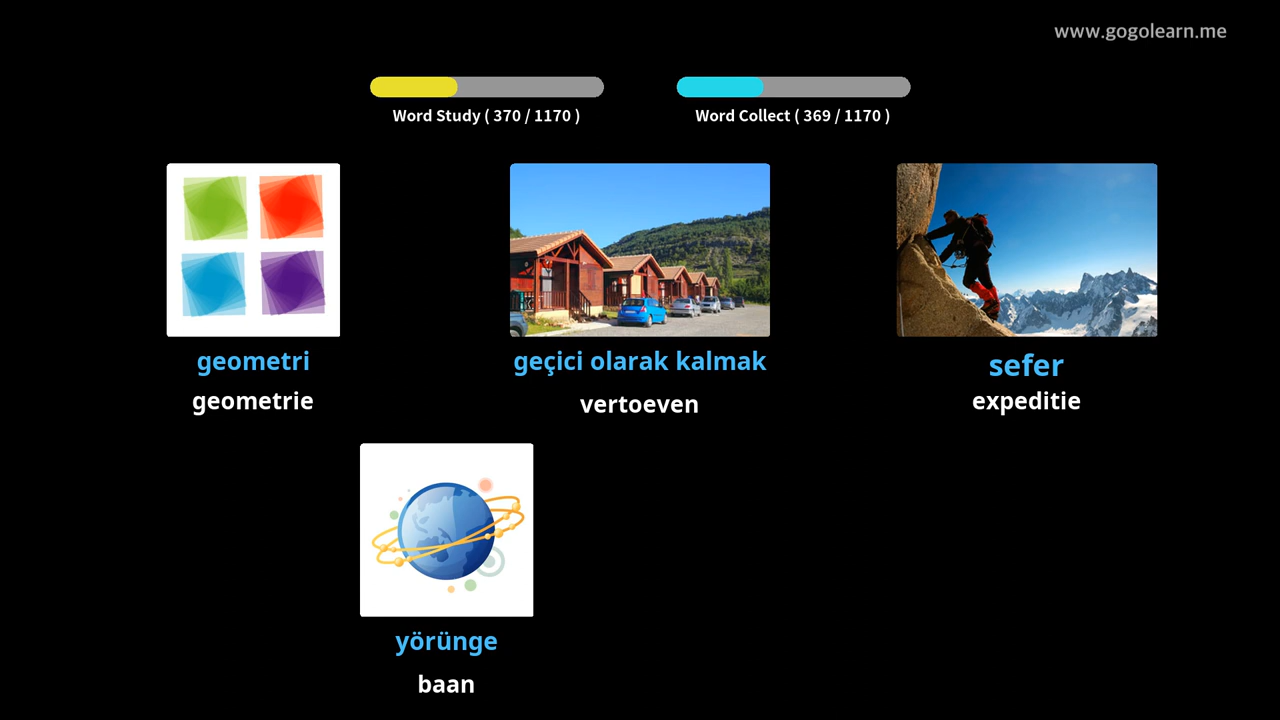 www.gogolearn.me
Word Study ( 370 / 1170 )
Word Collect ( 369 / 1170 )
geometri
geometrie
geçici olarak kalmak
vertoeven
sefer
expeditie
yörünge
baan